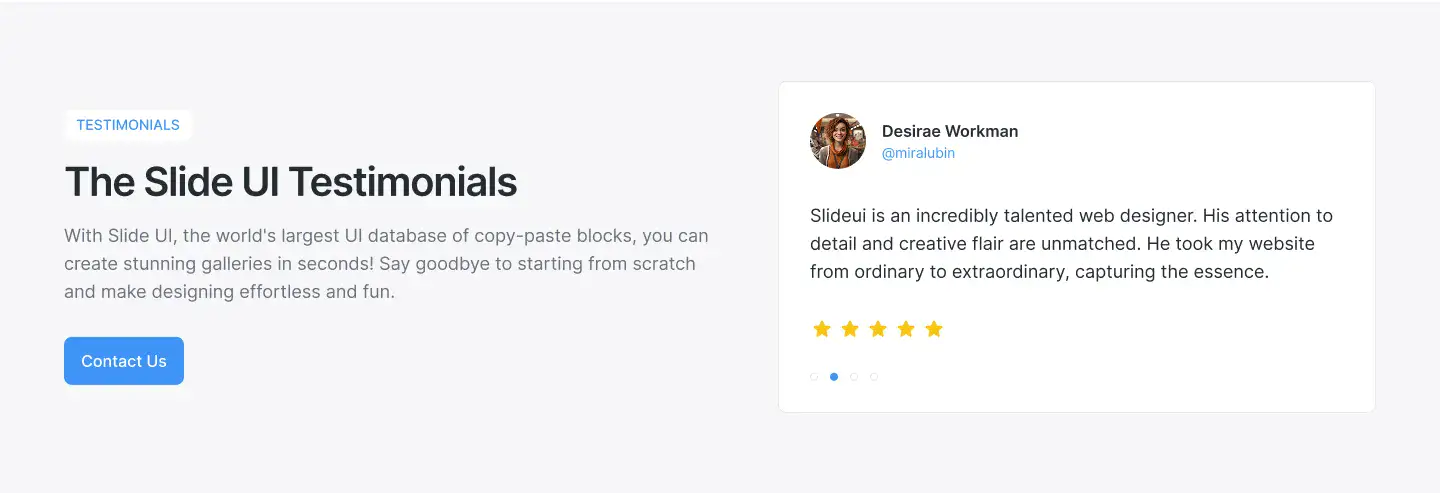 TESTIMONIALS
The Slide UI Testimonials
With Slide UI, the world's largest UI database of copy-paste blocks, you can
create stunning galleries in seconds! Say goodbye to starting from scratch
and make designing effortless and fun.
Contact Us
Desirae Workman
@miralubin
Slideui is an incredibly talented web designer. His attention to
detail and creative flair are unmatched. He took my website
from ordinary to extraordinary, capturing the essence.